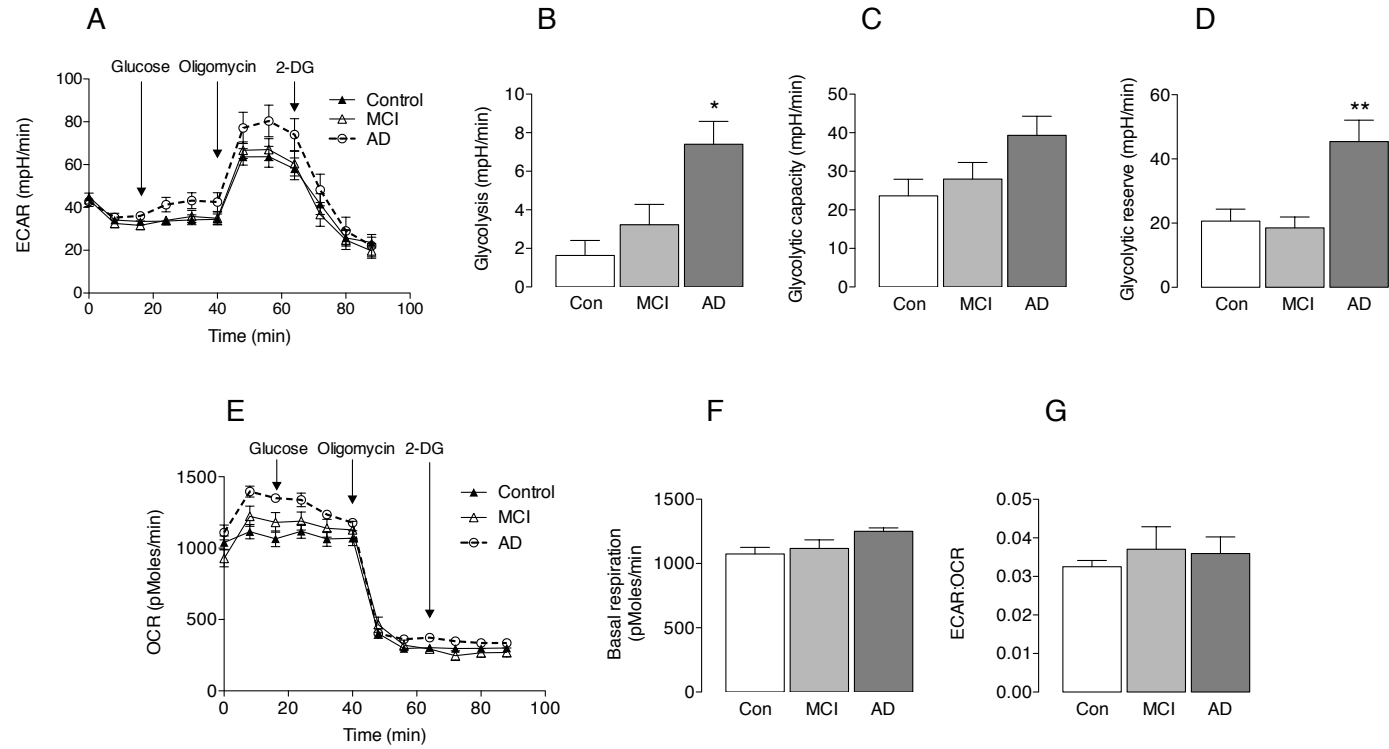 A
Glucose Oligomycin 2-DG
Control
MCI
AD
ECAR (mpH/min)
100
80
60
40
20
0
0 20 40 60 80 100
Time (min)
B
*
Glycolysis (mpH/min)
10
8
6
4
2
0
Con MCI AD
C
Glycolytic capacity (mpH/min)
50
40
30
20
10
0
Con MCI AD
D
**
Glycolytic reserve (mpH/min)
60
40
20
0
Con MCI AD
E
Glucose Oligomycin 2-DG
Control
MCI
AD
OCR (pMoles/min)
1500
1000
500
0
0 20 40 60 80 100
Time (min)
F
Basal respiration
(pMoles/min
1500
1000
500
0
Con MCI AD
G
ECAR:OCR
0.05
0.04
0.03
0.02
0.01
0.00
Con MCI AD